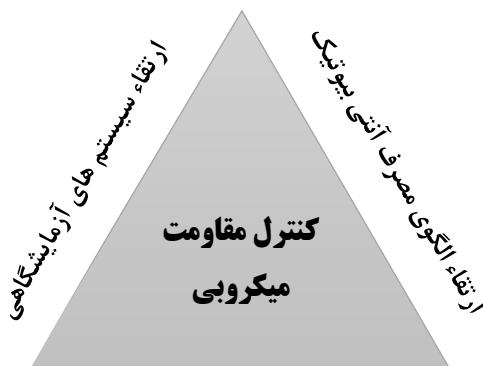 ارتقاء الگوی مصرف آنتی بیوتیک
ارتقاء سیستم های آزمایشگاهی
کنترل مقاومت
میکروبی